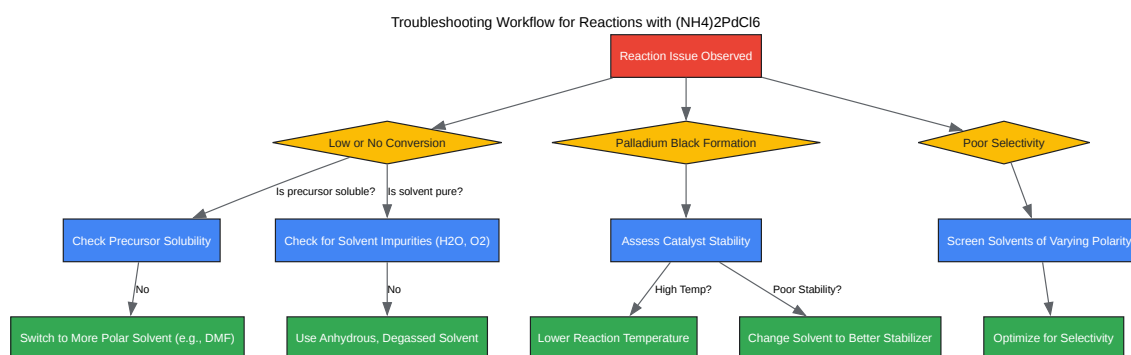 Troubleshooting Workflow for Reactions with (NH4)2PdCl6
Reaction Issue Observed
Low or No Conversion
Palladium Black Formation
Poor Selectivity
Is precursor soluble?
Is solvent pure?
Check Precursor Solubility
Check for Solvent Impurities (H2O, O2)
Assess Catalyst Stability
Screen Solvents of Varying Polarity
No
No
High Temp?
Poor Stability?
Switch to More Polar Solvent (e.g., DMF)
Use Anhydrous, Degassed Solvent
Lower Reaction Temperature
Change Solvent to Better Stabilizer
Optimize for Selectivity